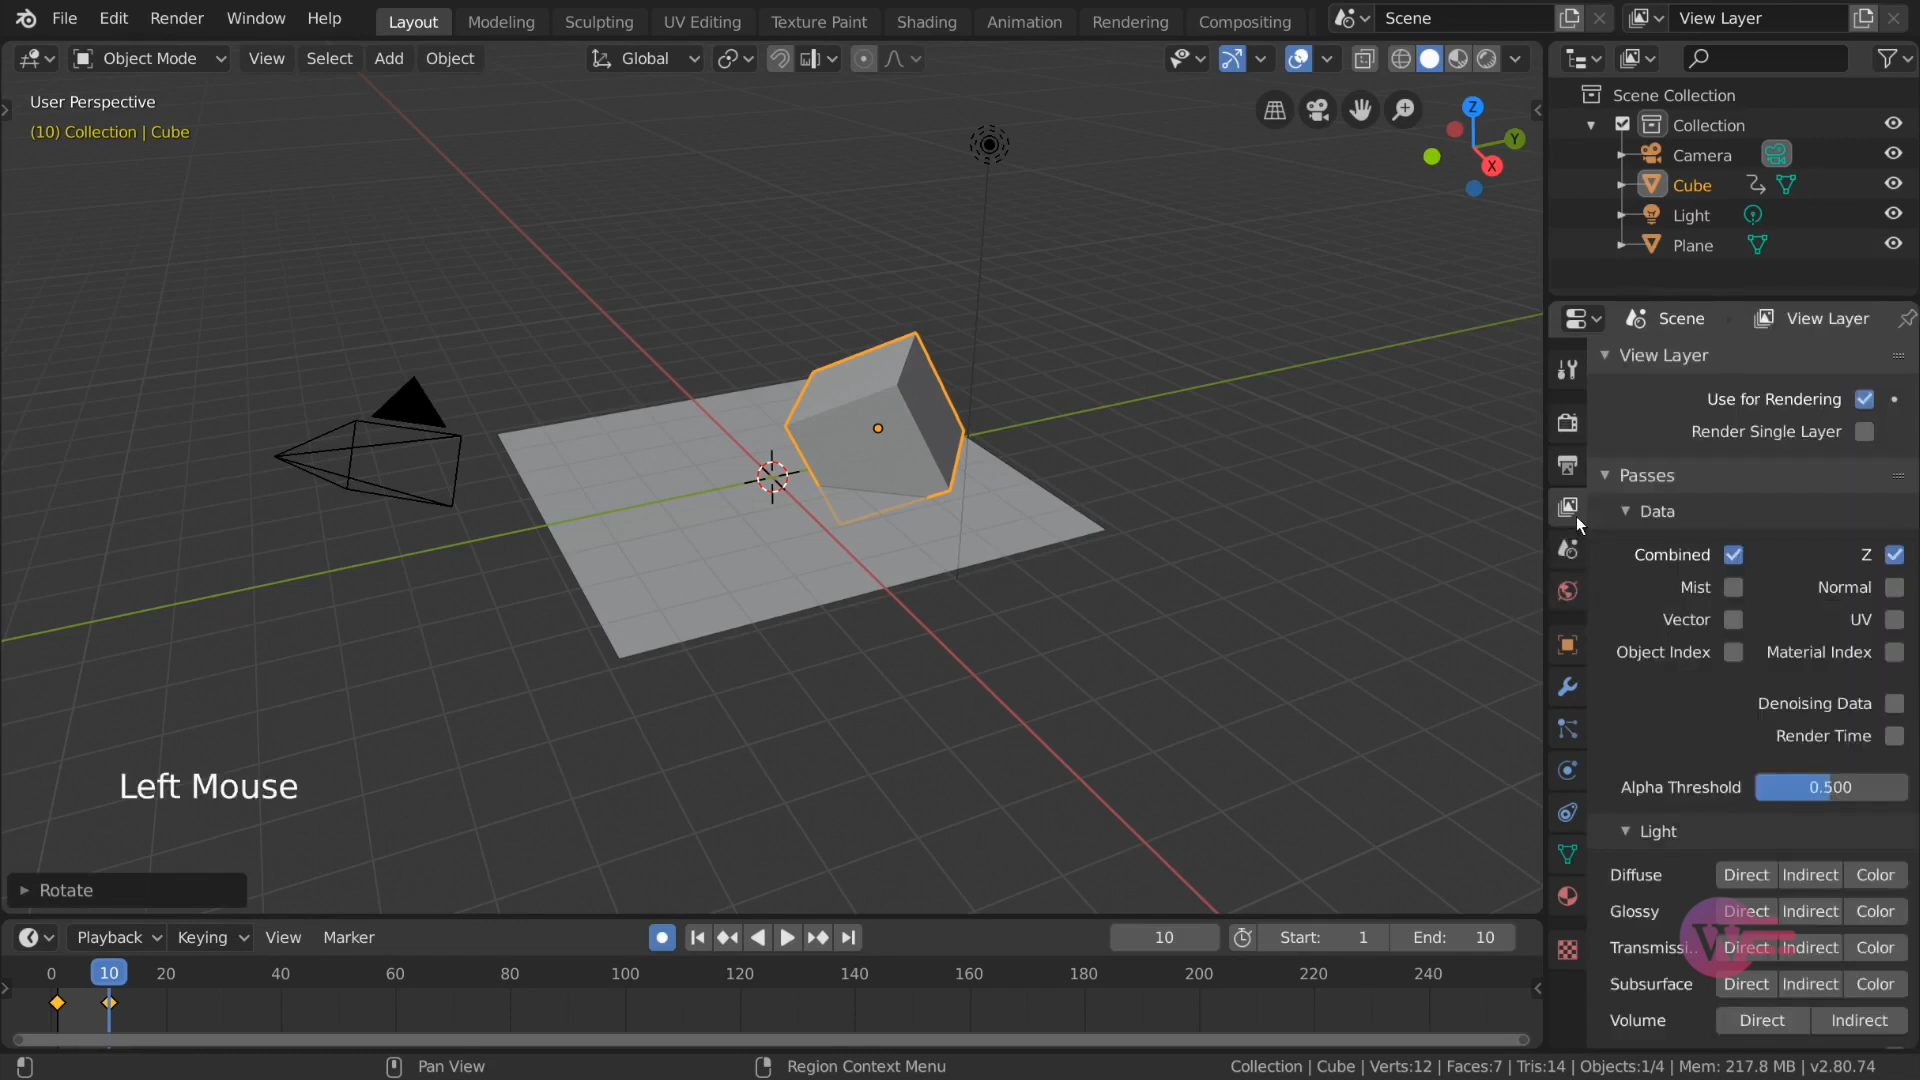 File Edit Render Window Help Layout Modeling Sculpting UV Editing Texture Paint Shading Animation Rendering Compositing Scene View Layer
Object Mode View Select Add Object Global
User Perspective
(10) Collection | Cube
Z
Y
X
Scene Collection
Collection
Camera
Cube
Light
Plane
Scene View Layer
View Layer
Use for Rendering
Render Single Layer
Passes
Data
Combined Z
Mist Normal
Vector UV
Object Index Material Index
Denoising Data
Render Time
Alpha Threshold 0.500
Light
Diffuse Direct Indirect Color
Glossy Direct Indirect Color
Transmissi.. Direct Indirect Color
Subsurface Direct Indirect Color
Volume Direct Indirect
Left Mouse
Rotate
Playback Keying View Marker 10 Start: 1 End: 10
0 10 20 40 60 80 100 120 140 160 180 200 220 240
Pan View Region Context Menu Collection | Cube | Verts:12 | Faces:7 | Tris:14 | Objects:1/4 | Mem: 217.8 MB | v2.80.74